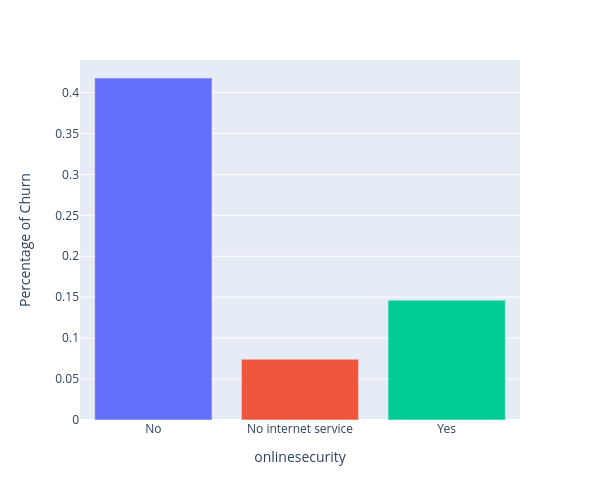 Percentage of Churn
0.4
0.35
0.3
0.25
0.2
0.15
0.1
0.05
0
No
No internet service
Yes
onlinesecurity